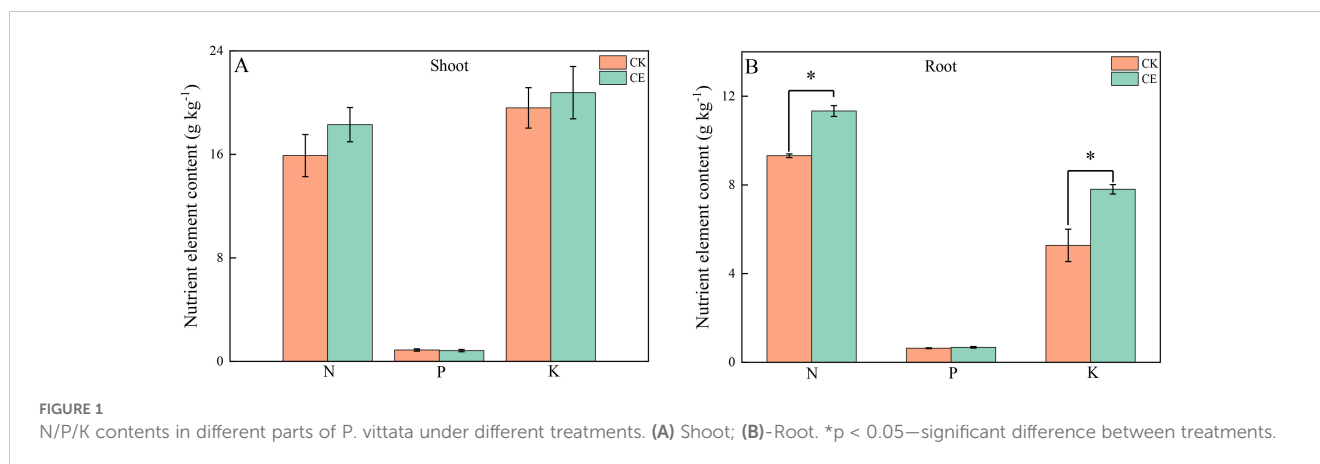 A
Shoot
CK
CE
Nutrient element content (g kg⁻¹)
24
16
8
0
N
P
K
B
Root
CK
CE
Nutrient element content (g kg⁻¹)
12
8
4
0
*
*
N
P
K
FIGURE 1
N/P/K contents in different parts of P. vittata under different treatments. (A) Shoot; (B)-Root. *p < 0.05—significant difference between treatments.